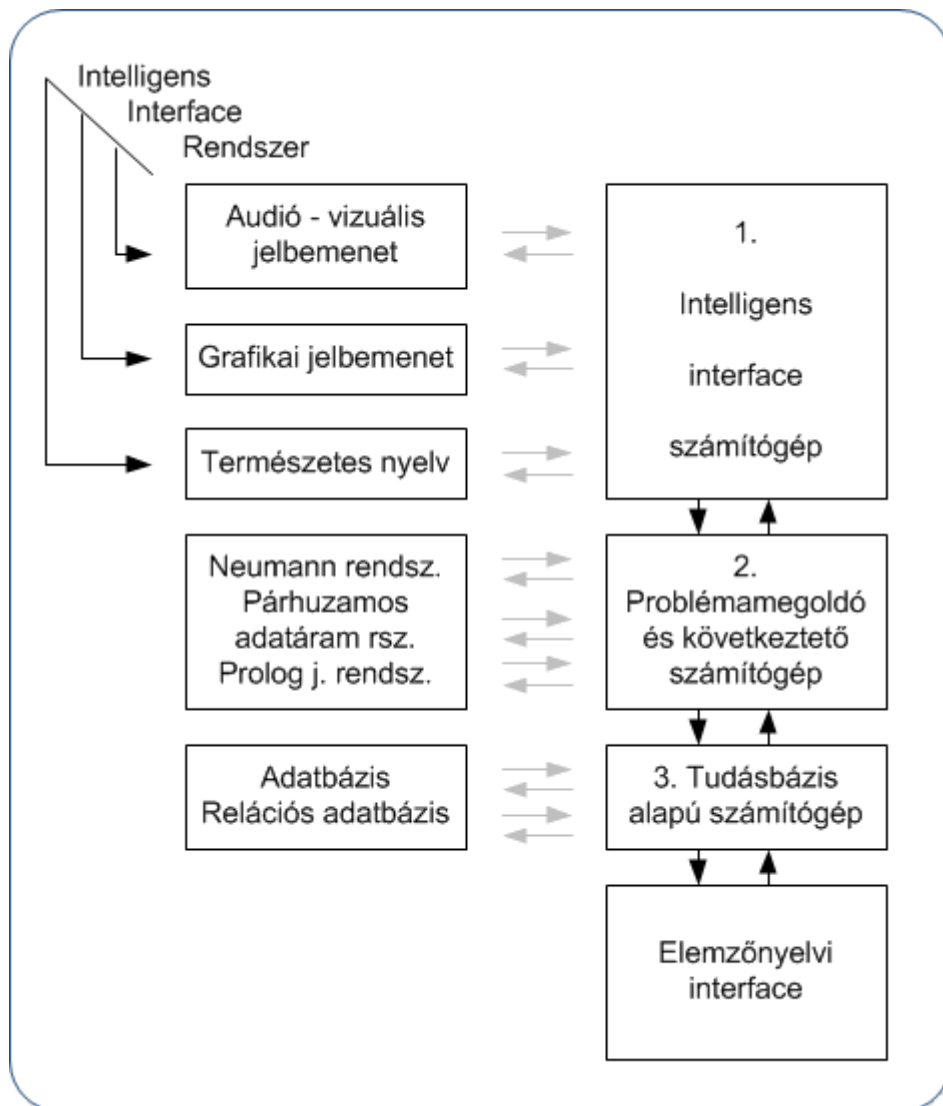 Intelligens
Interface
Rendszer
Audió - vizuális
jelbemenet
Grafikai jelbemenet
Természetes nyelv
Neumann rendsz.
Párhuzamos
adatáram rsz.
Prolog j. rendsz.
Adatbázis
Relációs adatbázis
1.
Intelligens
interface
számítógép
2.
Problémamegoldó
és következtető
számítógép
3. Tudásbázis
alapú számítógép
Elemzőnyelvi
interface